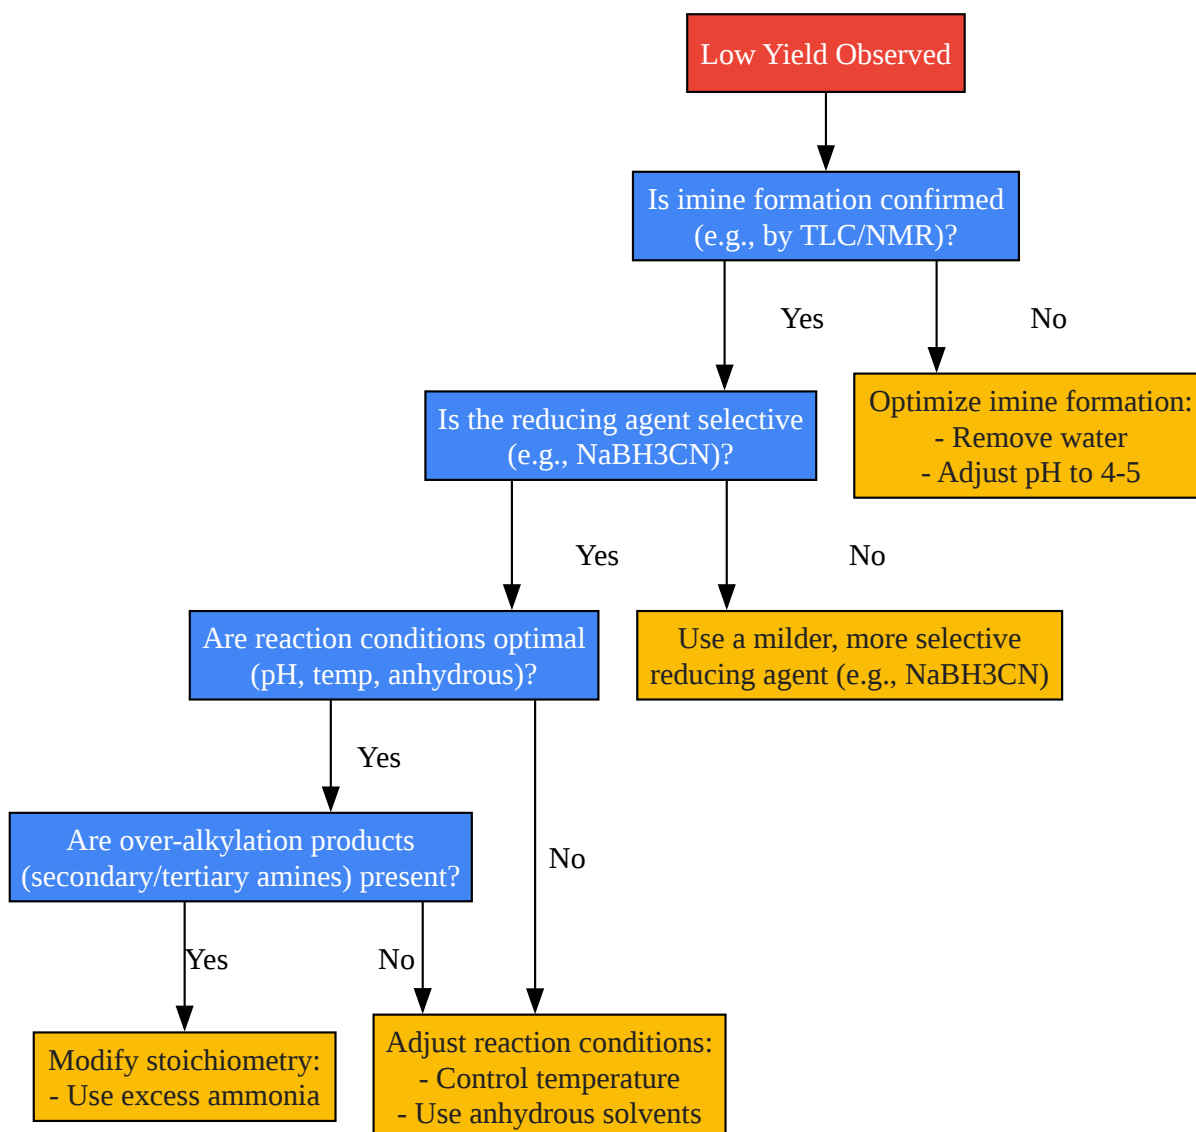 Low Yield Observed
Is imine formation confirmed
(e.g., by TLC/NMR)?
Yes
No
Is the reducing agent selective
(e.g., NaBH3CN)?
Optimize imine formation:
- Remove water
- Adjust pH to 4-5
Yes
No
Are reaction conditions optimal
(pH, temp, anhydrous)?
Use a milder, more selective
reducing agent (e.g., NaBH3CN)
Yes
No
Are over-alkylation products
(secondary/tertiary amines) present?
Yes
No
Modify stoichiometry:
- Use excess ammonia
Adjust reaction conditions:
- Control temperature
- Use anhydrous solvents